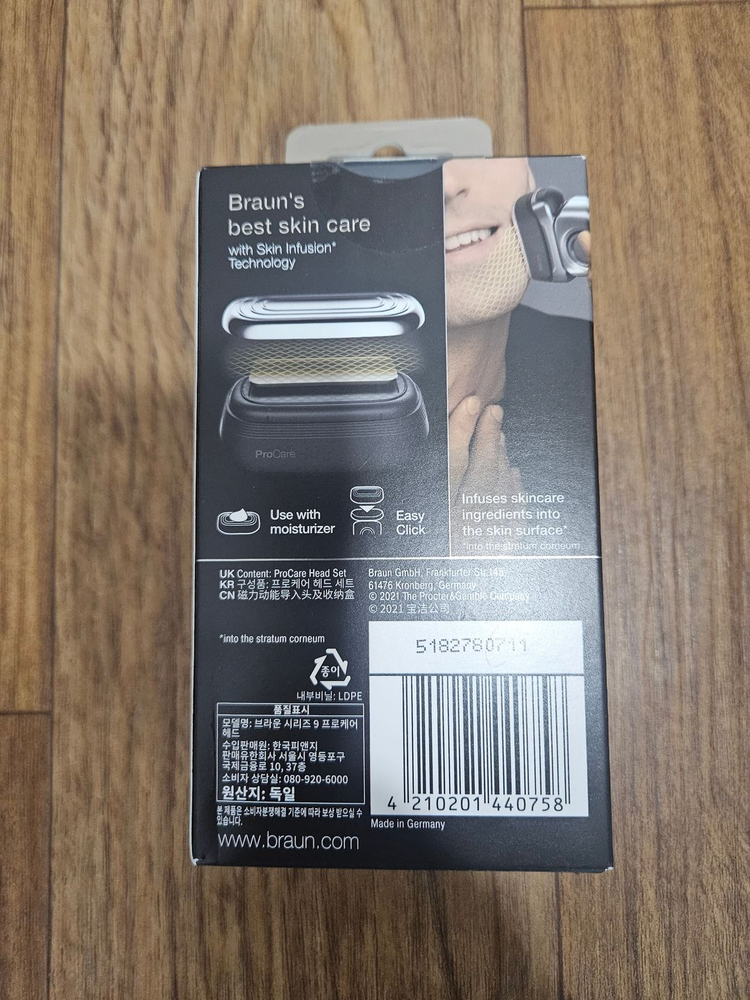 Braun's
best skin care
with Skin Infusion*
Technology
ProCare
Use with
moisturizer
Easy
Click
Infuses skincare
ingredients into
the skin surface*
*into the stratum corneum
UK Content: ProCare Head Set
KR 구성품: 프로케어 헤드 세트
CN 磁力动能导入头及收纳盒
Braun GmbH, Frankfurter Str.145
61476 Kronberg, Germany
© 2021 The Procter&Gamble Company
© 2021 宝洁公司
*into the stratum corneum
종이
내부비닐: LDPE
품질표시
모델명: 브라운 시리즈 9 프로케어
헤드
수입판매원: 한국피앤지
판매유한회사 서울시 영등포구
국제금융로 10, 37층
소비자 상담실: 080-920-6000
원산지: 독일
본 제품은 소비자분쟁해결 기준에 따라 보상 받으실 수
있습니다.
www.braun.com
5182780711
4 210201 440758
Made in Germany